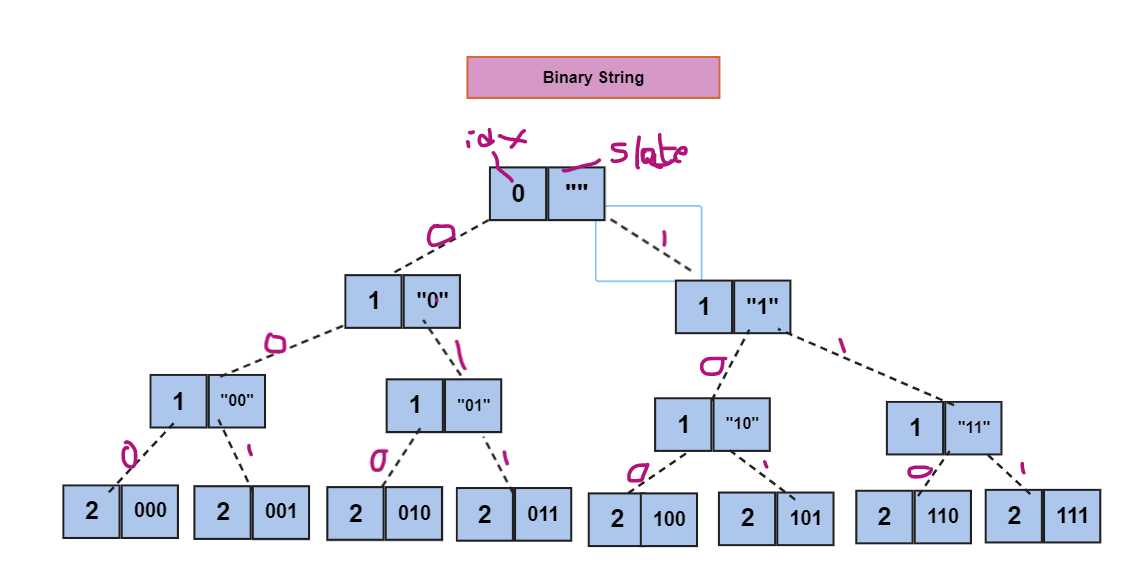 Binary String
idx slate
0 ""
0 1
1 "0" 1 "1"
0 1 0 1
1 "00" 1 "01" 1 "10" 1 "11"
0 1 0 1 0 1 0 1
2 000 2 001 2 010 2 011 2 100 2 101 2 110 2 111